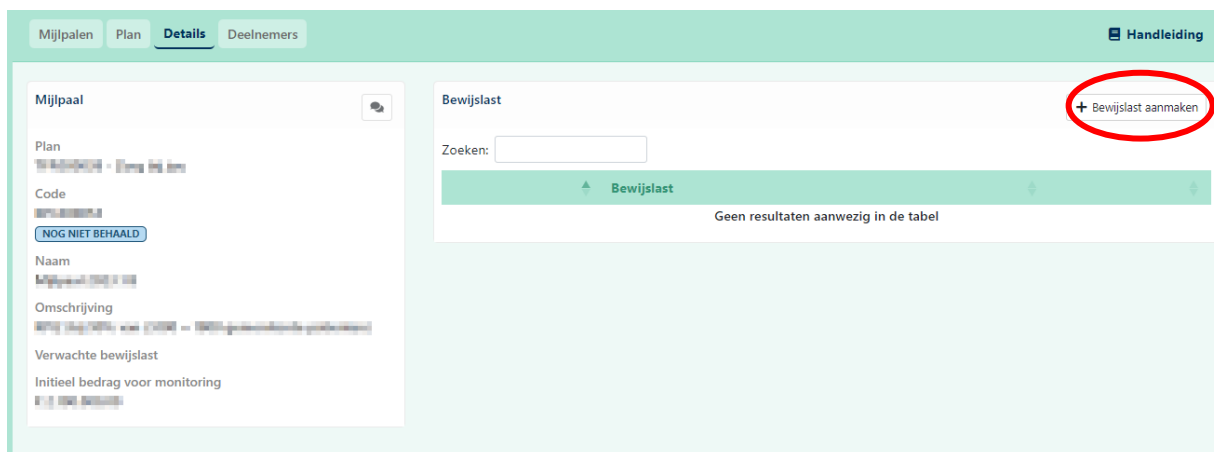 Mijlpalen Plan Details Deelnemers Handleiding
Mijlpaal
Plan
Code
NOG NIET BEHAALD
Naam
Omschrijving
Verwachte bewijslast
Initieel bedrag voor monitoring
Bewijslast
+ Bewijslast aanmaken
Zoeken:
Bewijslast
Geen resultaten aanwezig in de tabel